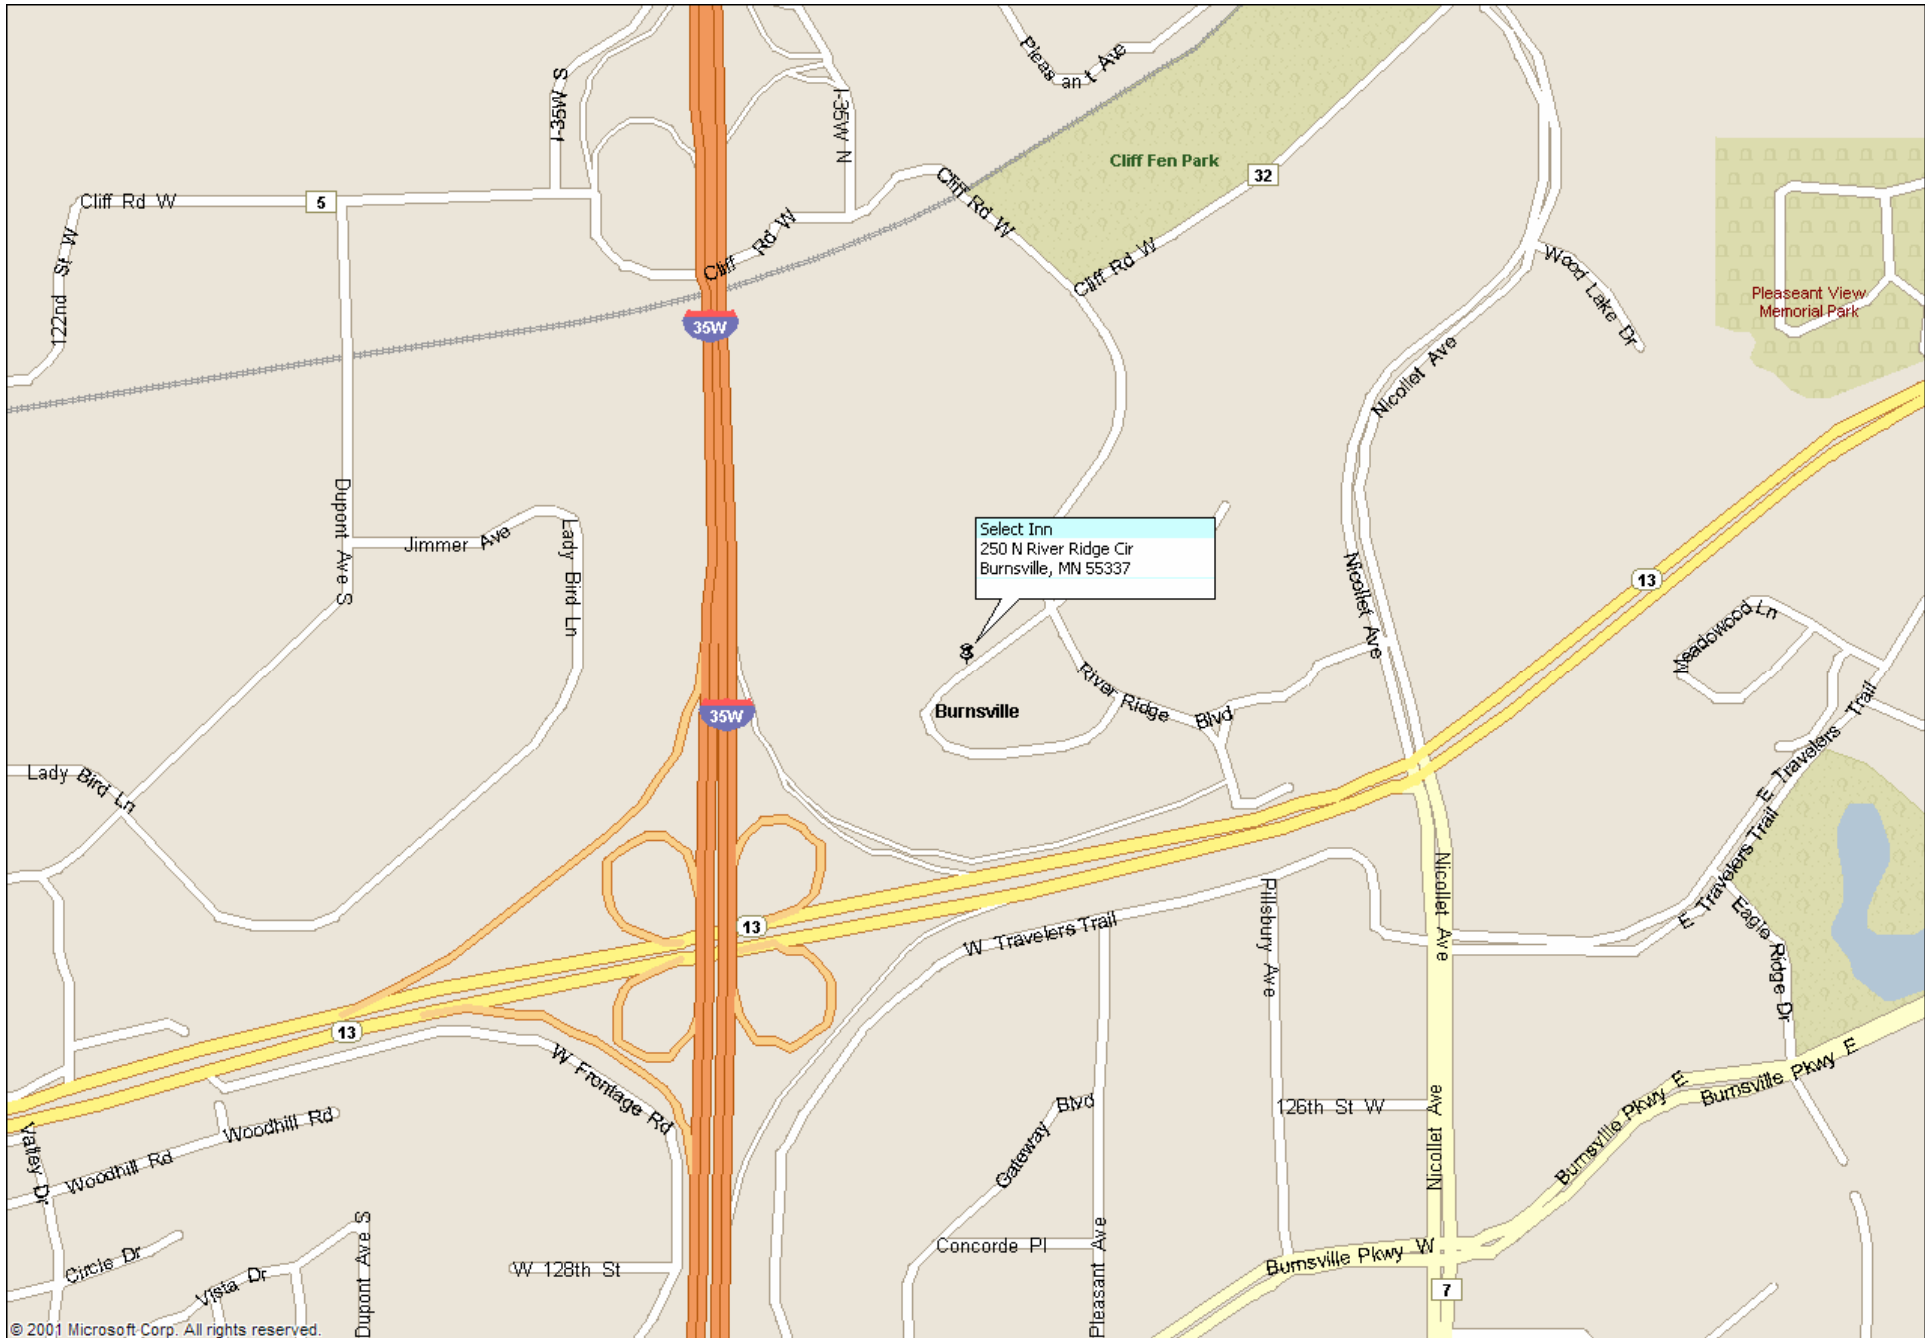 Pleasant Ave
I-35W S
I-35W N
Cliff Fen Park
32
Cliff Rd W
5
Cliff Rd W
Cliff Rd W
Cliff Rd W
122nd St W
Wood Lake Dr
Pleaseant View
Memorial Park
35W
Nicollet Ave
Dupont Ave S
Jimmer Ave
Lady Bird Ln
Select Inn
250 N River Ridge Cir
Burnsville, MN 55337
Nicollet Ave
13
Meadowood Ln
River Ridge Blvd
Burnsville
35W
E Travelers Trail
Lady Bird Ln
E Travelers Trail
Nicollet Ave
Pillsbury Ave
Eagle Ridge Dr
13
W Travelers Trail
13
W Frontage Rd
Burnsville Pkwy E
Burnsville Pkwy E
Gateway Blvd
126th St W
Nicollet Ave
Woodhill Rd
Woodhill Rd
Valley Dr
Circle Dr
Vista Dr
Dupont Ave S
W 128th St
Concorde Pl
Pleasant Ave
Burnsville Pkwy W
7
© 2001 Microsoft Corp. All rights reserved.